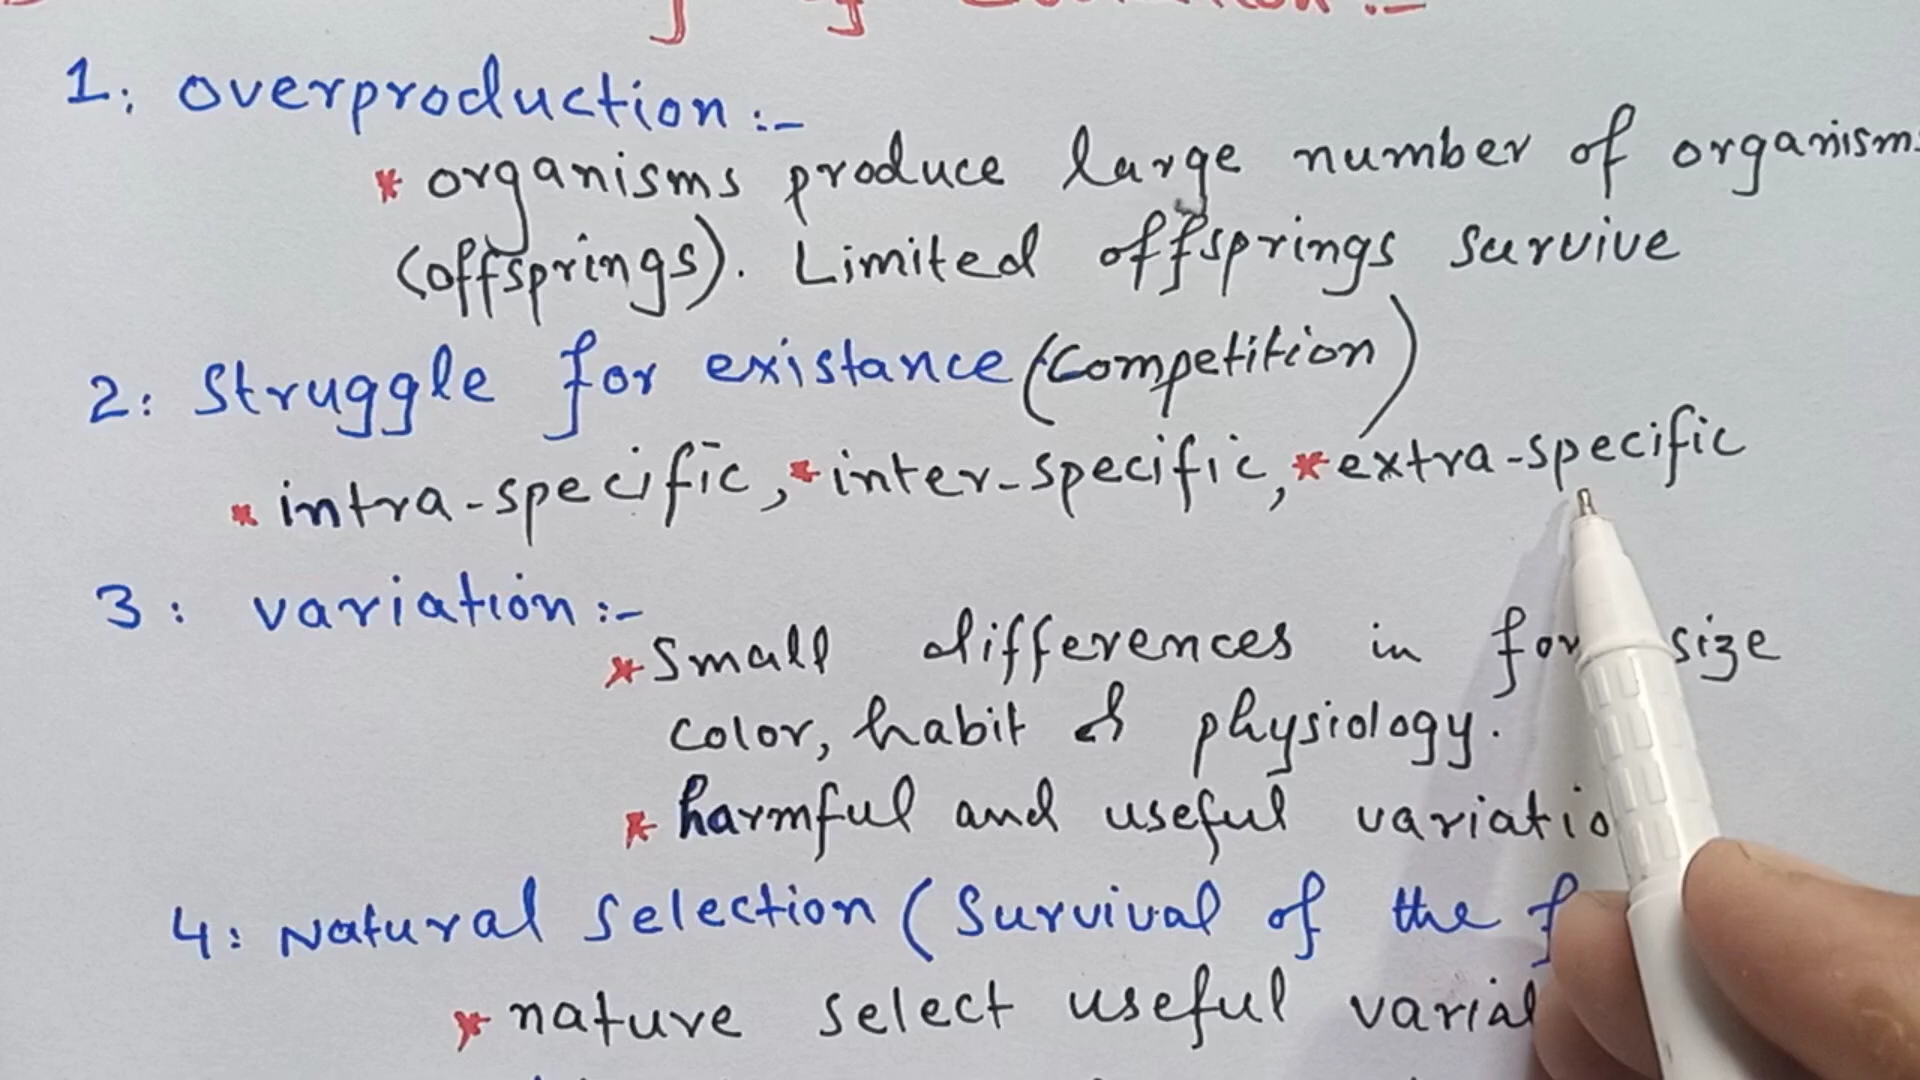 1: overproduction :-
* organisms produce large number of organisms
(offsprings). Limited offsprings survive
2: Struggle for existance (Competition)
* intra-specific, * inter-specific, * extra-specific
3: variation :-
* Small differences in size
color, habit & physiology.
* harmful and useful
4: Natural Selection (Survival of the
* nature select useful